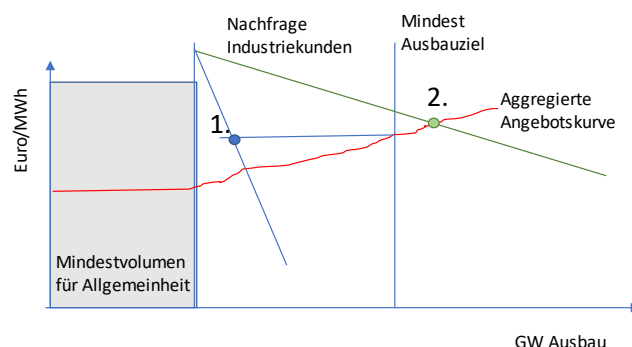 Nachfrage
Industriekunden
Mindest
Ausbauziel
Euro/MWh
1.
2.
Aggregierte
Angebotskurve
Mindestvolumen
für Allgemeinheit
GW Ausbau